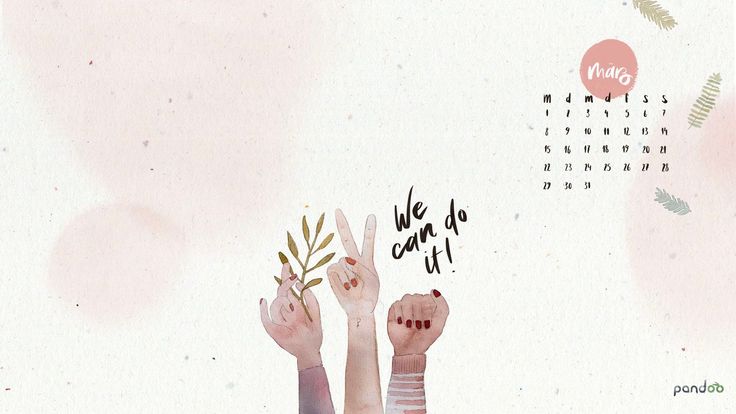 märz
M d m d f s s
1 2 3 4 5 6 7
8 9 10 11 12 13 14
15 16 17 18 19 20 21
22 23 24 25 26 27 28
29 30 31
We
can do
it!
pandoo